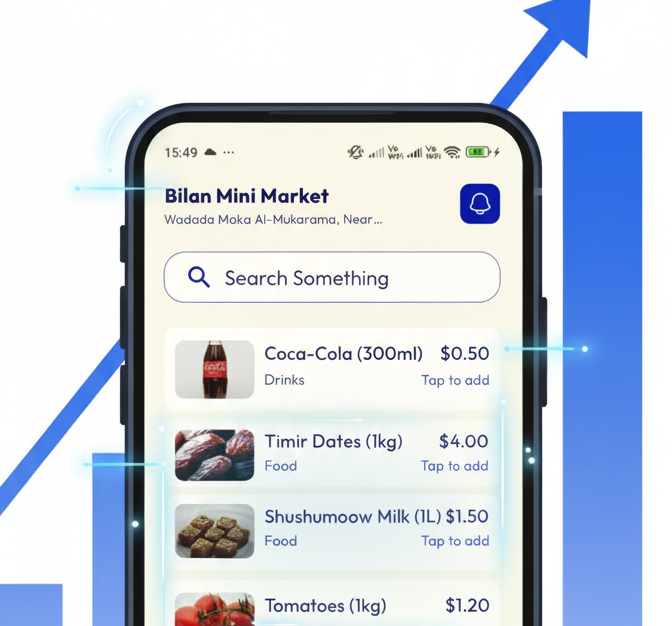 15:49
Vo
WiFi
Vo
WiFi
Bilan Mini Market
Wadada Moka Al-Mukarama, Near...
Search Something
Coca-Cola (300ml) $0.50
Drinks Tap to add
Timir Dates (1kg) $4.00
Food Tap to add
Shushumoow Milk (1L) $1.50
Food Tap to add
Tomatoes (1kg) $1.20